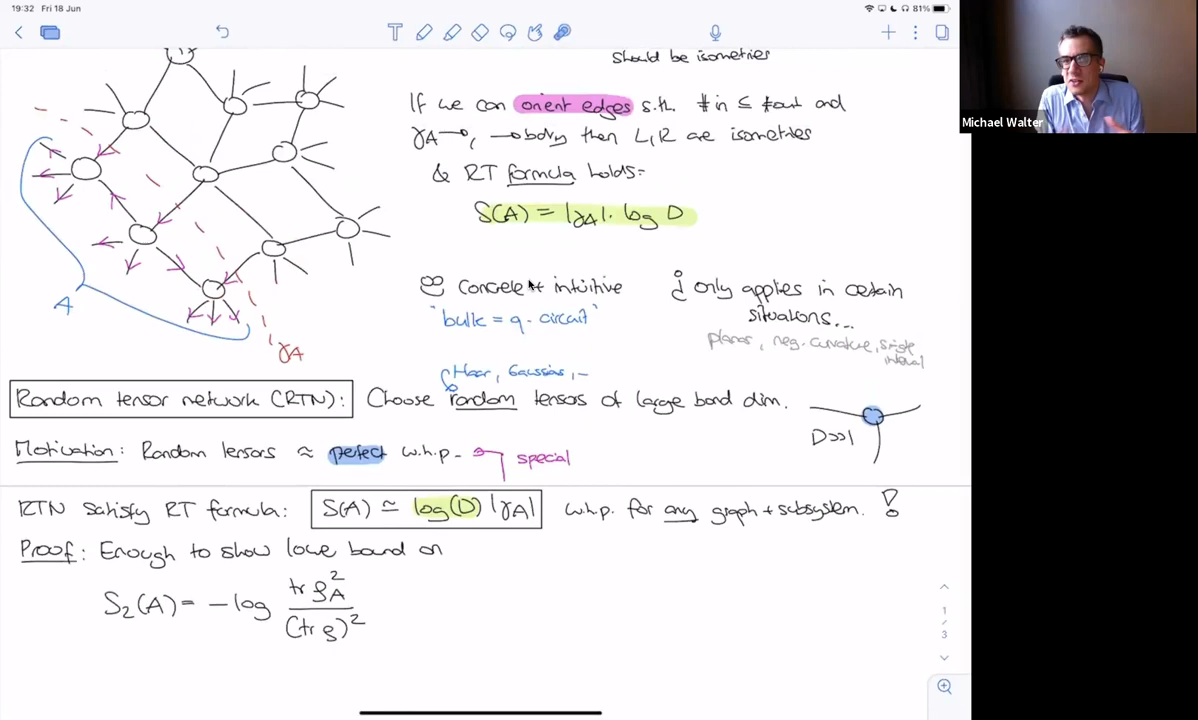 19:32 Fri 18 Jun
81%
should be isometries
If we can orient edges s.th. #in ≤ #out and
γA→, →bdry then L,R are isometries
& RT formula holds:
S(A) = |γA|. log D
Concrete + intuitive
"bulk = q. circuit"
only applies in certain
situations...
planar, neg. curvature, single
interval
A
γA
Haar, Gaussian, ...
Random tensor network (RTN): Choose random tensors of large bond dim.
D>>1
Motivation: Random tensors ≈ perfect w.h.p.
special
RTN satisfy RT formula: S(A) ≃ log(D) |γA| w.h.p. for any graph + subsystem. !
Proof: Enough to show lower bound on
S₂(A) = - log tr ρA² / (tr ρ)²
Michael Walter
1
/
3